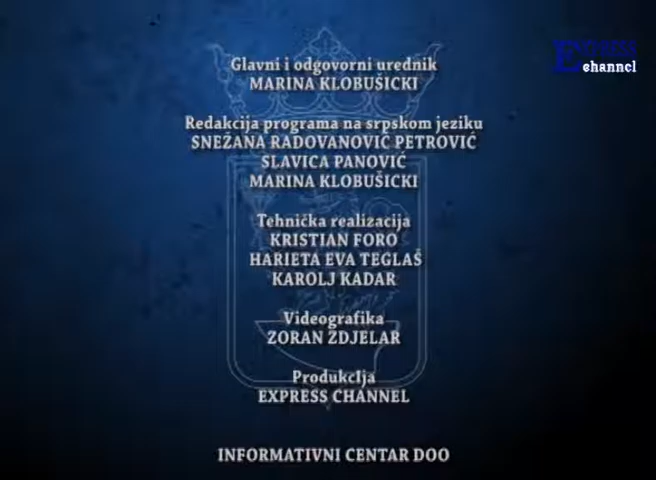 Glavni i odgovorni urednik
MARINA KLOBUŠICKI
EXPRESS
channel
Redakcija programa na srpskom jeziku
SNEŽANA RADOVANOVIĆ PETROVIĆ
SLAVICA PANOVIĆ
MARINA KLOBUŠICKI
Tehnička realizacija
KRISTIAN FORO
HARIETA EVA TEGLAŠ
KAROLJ KADAR
Videografika
ZORAN ZDJELAR
Produkcija
EXPRESS CHANNEL
INFORMATIVNI CENTAR DOO